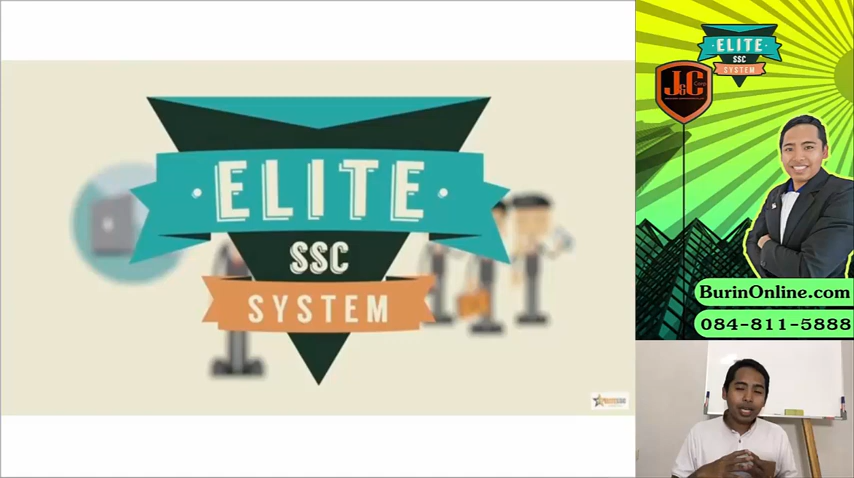 ELITE
SSC
SYSTEM
ELITE
SSC
SYSTEM
J&C
BurinOnline.com
084-811-5888